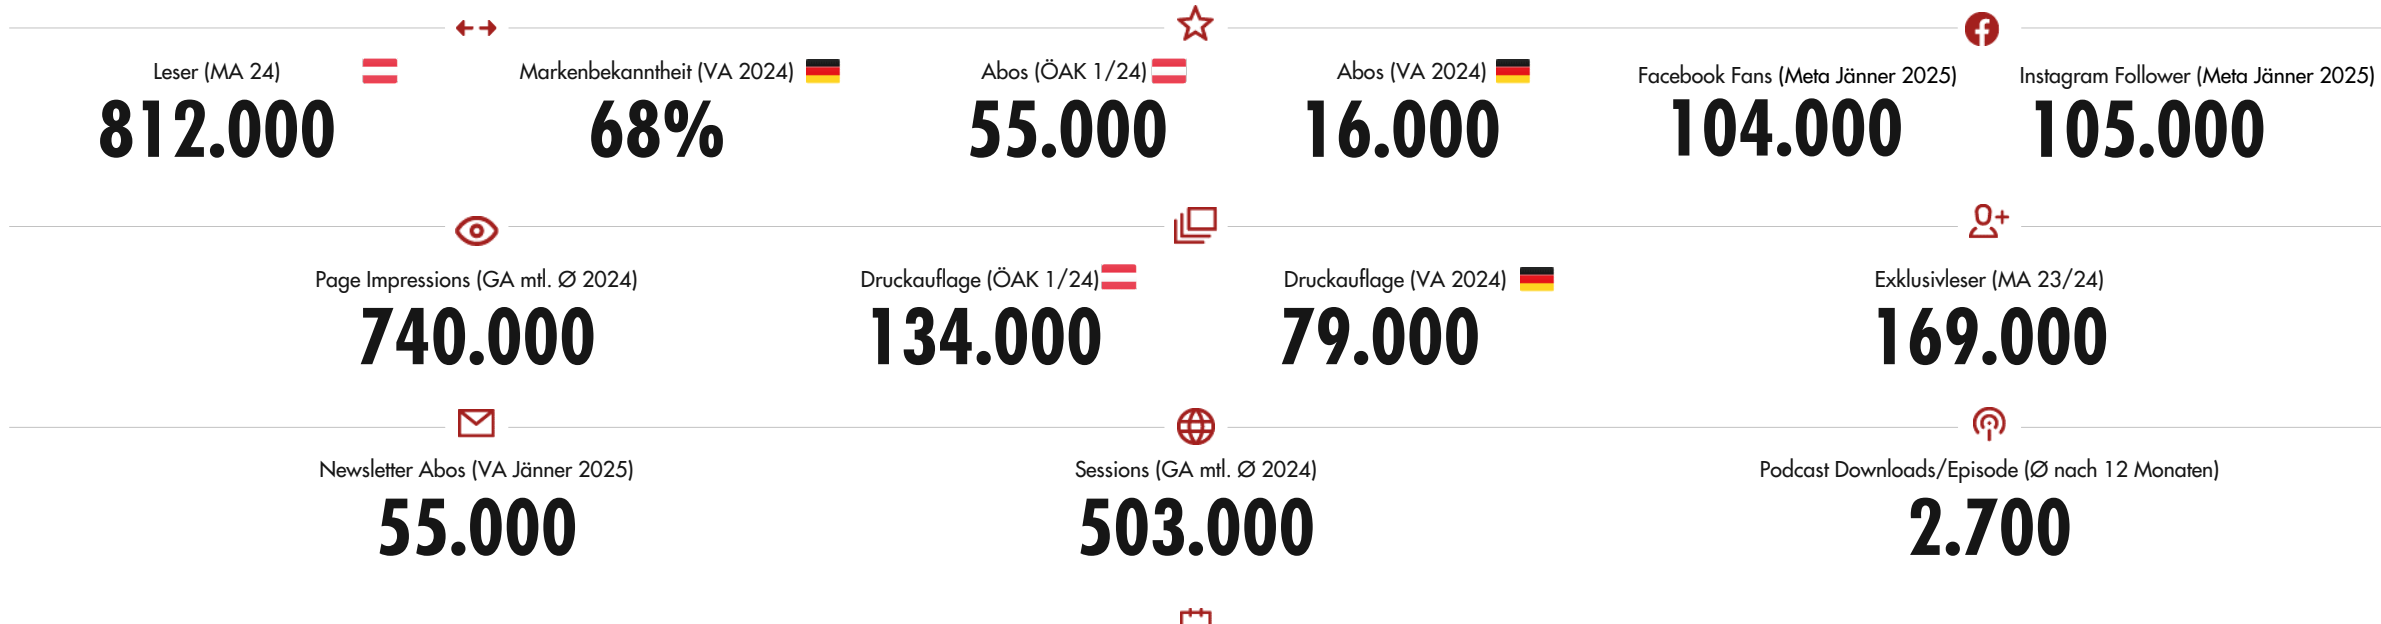 Leser (MA 24)
812.000
Markenbekanntheit (VA 2024)
68%
Abos (ÖAK 1/24)
55.000
Abos (VA 2024)
16.000
Facebook Fans (Meta Jänner 2025)
104.000
Instagram Follower (Meta Jänner 2025)
105.000
Page Impressions (GA mtl. Ø 2024)
740.000
Druckauflage (ÖAK 1/24)
134.000
Druckauflage (VA 2024)
79.000
Exklusivleser (MA 23/24)
169.000
Newsletter Abos (VA Jänner 2025)
55.000
Sessions (GA mtl. Ø 2024)
503.000
Podcast Downloads/Episode (Ø nach 12 Monaten)
2.700